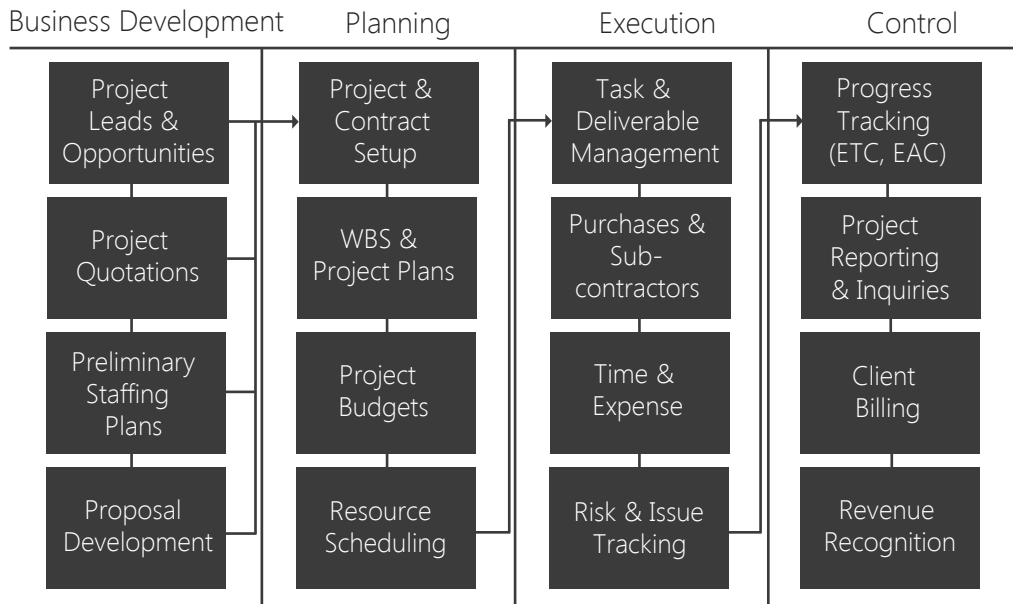 Business Development
Planning
Execution
Control
Project
Leads &
Opportunities
Project
Quotations
Preliminary
Staffing
Plans
Proposal
Development
Project &
Contract
Setup
WBS &
Project Plans
Project
Budgets
Resource
Scheduling
Task &
Deliverable
Management
Purchases &
Sub-
contractors
Time &
Expense
Risk & Issue
Tracking
Progress
Tracking
(ETC, EAC)
Project
Reporting
& Inquiries
Client
Billing
Revenue
Recognition